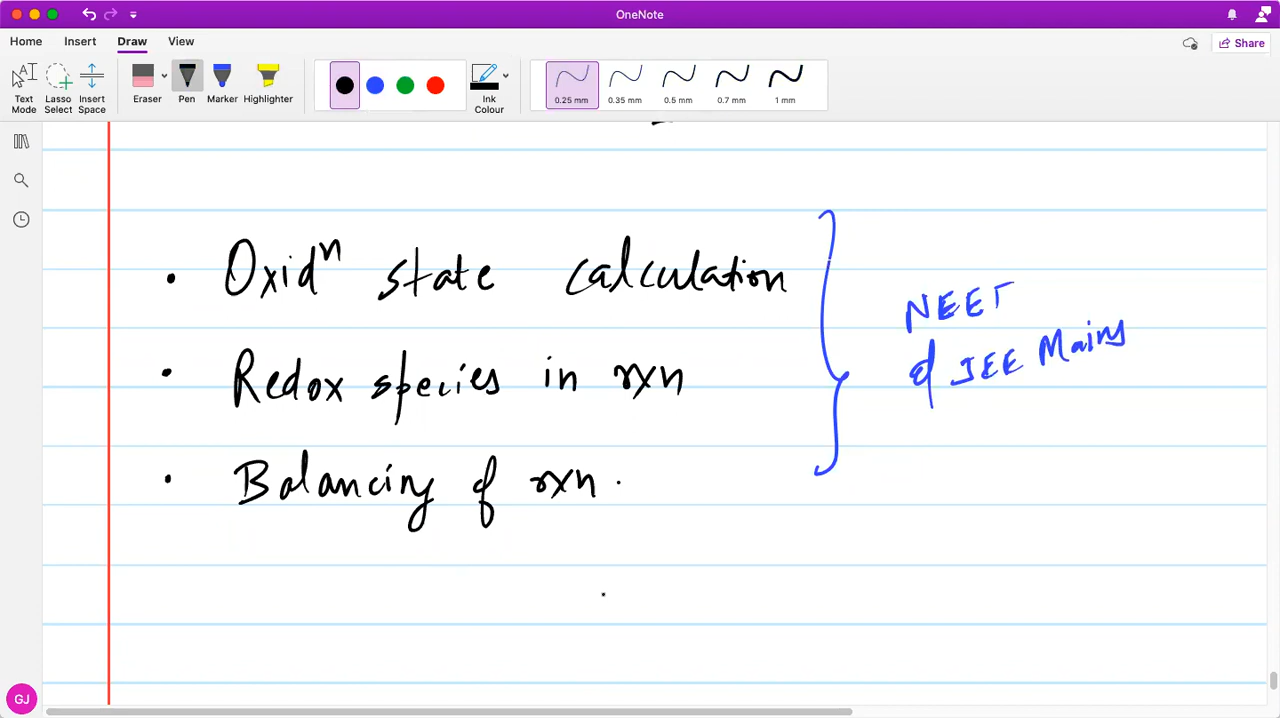 OneNote
Home Insert Draw View
Share
Text Mode
Lasso Select
Insert Space
Eraser
Pen
Marker
Highlighter
Ink Colour
0.25 mm
0.35 mm
0.5 mm
0.7 mm
1 mm
• Oxidⁿ state calculation
• Redox species in rxn
• Balancing of rxn.
NEET
& JEE Mains
GJ